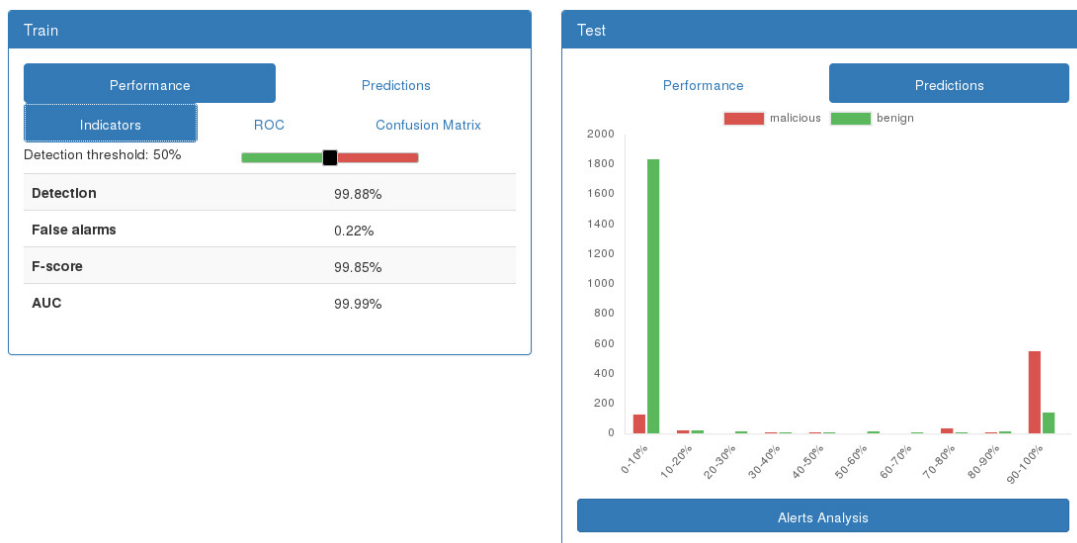 Train
Performance
Predictions
Indicators
ROC
Confusion Matrix
Detection threshold: 50%
Detection 99.88%
False alarms 0.22%
F-score 99.85%
AUC 99.99%
Test
Performance
Predictions
malicious
benign
2000
1800
1600
1400
1200
1000
800
600
400
200
0
0-10%
10-20%
20-30%
30-40%
40-50%
50-60%
60-70%
70-80%
80-90%
90-100%
Alerts Analysis